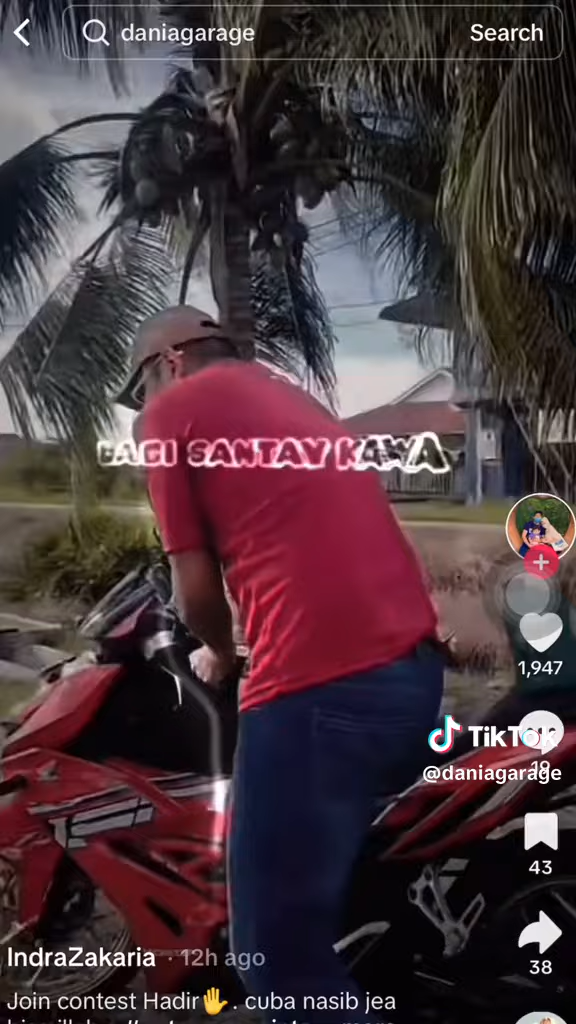 daniagarage
Search
BAGI SANTAY KAWA
1,947
TikTok
19
@daniagarage
43
38
IndraZakaria · 12h ago
Join contest Hadir🖐. cuba nasib jea